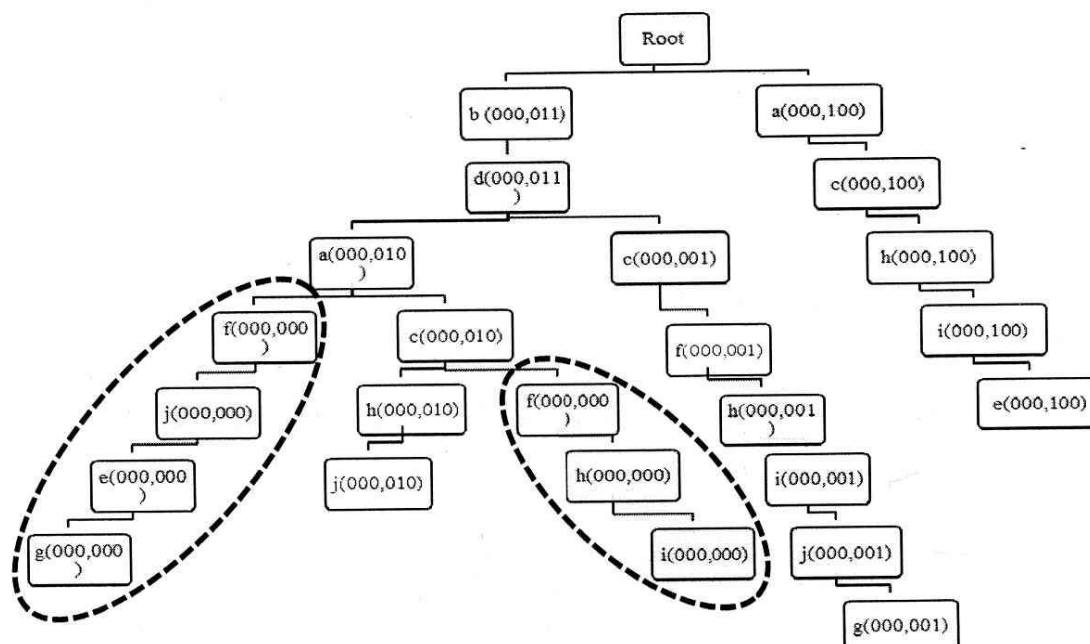 Root
b (000,011)
a(000,100)
d(000,011
)
c(000,100)
a(000,010
)
c(000,001)
h(000,100)
f(000,000
)
c(000,010)
f(000,001)
i(000,100)
j(000,000)
h(000,010)
f(000,000
)
h(000,001
)
e(000,100)
e(000,000
)
j(000,010)
h(000,000)
i(000,001)
g(000,000
)
i(000,000)
j(000,001)
g(000,001)